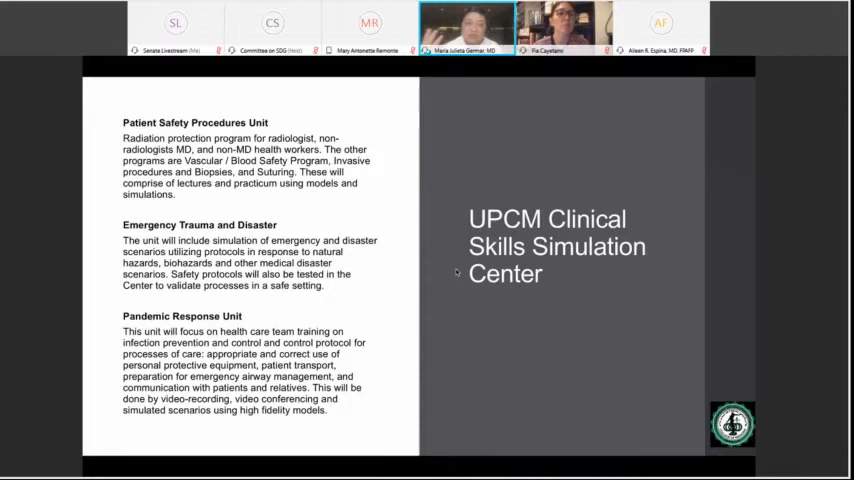 SL
CS
MR
AF
Senate Livestream (Me)
Committee on SDG (Host)
Mary Antonette Remonte
Maria Julieta Germar, MD
Pia Cayetano
Aileen R. Espina, MD, FPAFP
Patient Safety Procedures Unit
Radiation protection program for radiologist, non-
radiologists MD, and non-MD health workers. The other
programs are Vascular / Blood Safety Program, Invasive
procedures and Biopsies, and Suturing. These will
comprise of lectures and practicum using models and
simulations.
Emergency Trauma and Disaster
The unit will include simulation of emergency and disaster
scenarios utilizing protocols in response to natural
hazards, biohazards and other medical disaster
scenarios. Safety protocols will also be tested in the
Center to validate processes in a safe setting.
Pandemic Response Unit
This unit will focus on health care team training on
infection prevention and control and control protocol for
processes of care: appropriate and correct use of
personal protective equipment, patient transport,
preparation for emergency airway management, and
communication with patients and relatives. This will be
done by video-recording, video conferencing and
simulated scenarios using high fidelity models.
UPCM Clinical
Skills Simulation
Center